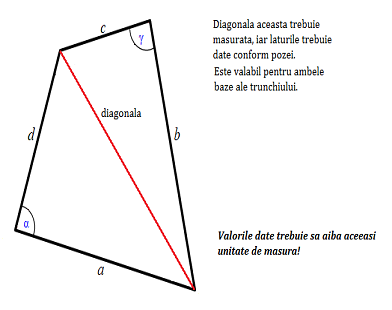 c
Diagonala aceasta trebuie
masurata, iar laturile trebuie
date conform pozei.
Este valabil pentru ambele
baze ale trunchiului.
γ
diagonala
d
b
α
a
Valorile date trebuie sa aiba aceeasi
unitate de masura!